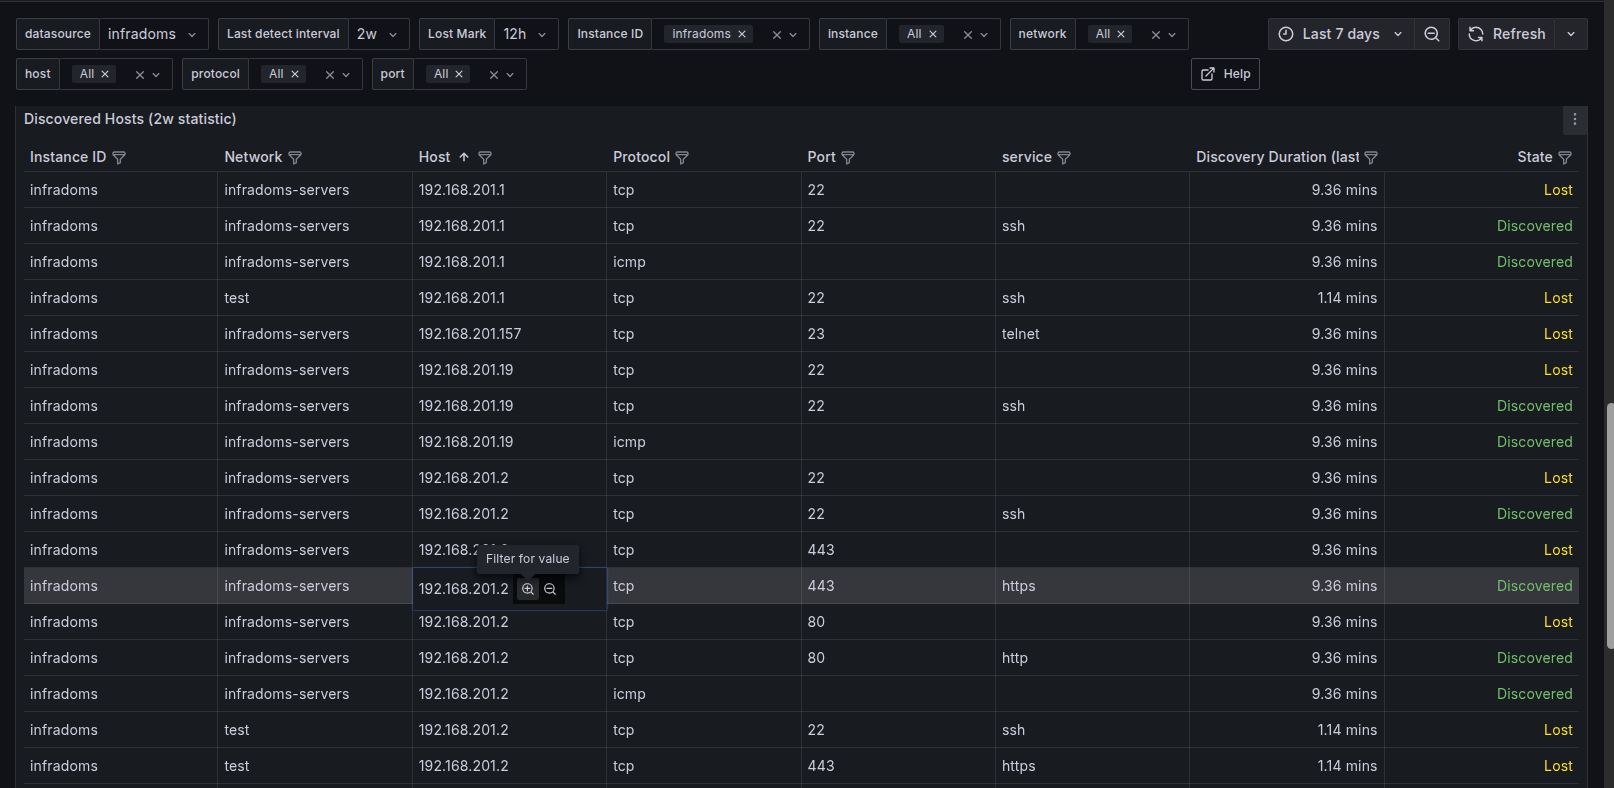 datasource infradoms Last detect interval 2w Lost Mark 12h Instance ID infradoms instance All network All Last 7 days Refresh
host All protocol All port All Help
Discovered Hosts (2w statistic)
Instance ID Network Host Protocol Port service Discovery Duration (last State
infradoms infradoms-servers 192.168.201.1 tcp 22 9.36 mins Lost
infradoms infradoms-servers 192.168.201.1 tcp 22 ssh 9.36 mins Discovered
infradoms infradoms-servers 192.168.201.1 icmp 9.36 mins Discovered
infradoms test 192.168.201.1 tcp 22 ssh 1.14 mins Lost
infradoms infradoms-servers 192.168.201.157 tcp 23 telnet 9.36 mins Lost
infradoms infradoms-servers 192.168.201.19 tcp 22 9.36 mins Lost
infradoms infradoms-servers 192.168.201.19 tcp 22 ssh 9.36 mins Discovered
infradoms infradoms-servers 192.168.201.19 icmp 9.36 mins Discovered
infradoms infradoms-servers 192.168.201.2 tcp 22 9.36 mins Lost
infradoms infradoms-servers 192.168.201.2 tcp 22 ssh 9.36 mins Discovered
infradoms infradoms-servers tcp 443 9.36 mins Lost
Filter for value
infradoms infradoms-servers 192.168.201.2 tcp 443 https 9.36 mins Discovered
infradoms infradoms-servers 192.168.201.2 tcp 80 9.36 mins Lost
infradoms infradoms-servers 192.168.201.2 tcp 80 http 9.36 mins Discovered
infradoms infradoms-servers 192.168.201.2 icmp 9.36 mins Discovered
infradoms test 192.168.201.2 tcp 22 ssh 1.14 mins Lost
infradoms test 192.168.201.2 tcp 443 https 1.14 mins Lost